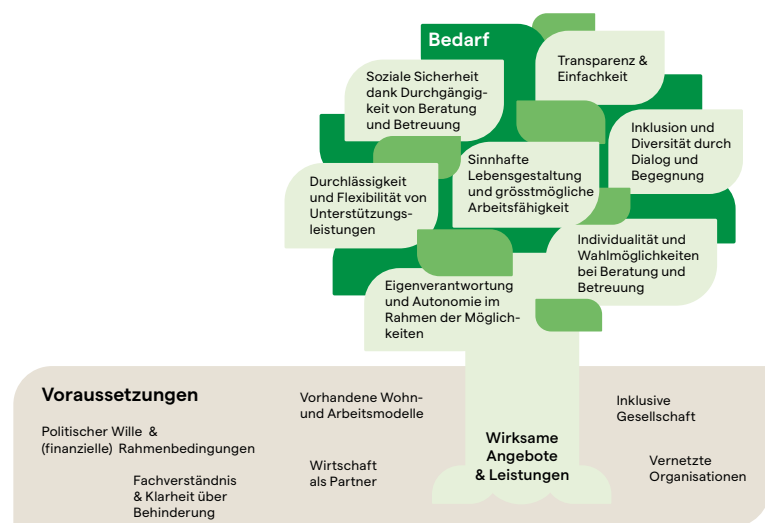 Bedarf
Transparenz &
Einfachkeit
Soziale Sicherheit
dank Durchgängig-
keit von Beratung
und Betreuung
Inklusion und
Diversität durch
Dialog und
Begegnung
Sinnhafte
Lebensgestaltung
und grösstmögliche
Arbeitsfähigkeit
Durchlässigkeit
und Flexibilität von
Unterstützungs-
leistungen
Individualität und
Wahlmöglichkeiten
bei Beratung und
Betreuung
Eigenverantwortung
und Autonomie im
Rahmen der Möglich-
keiten
Voraussetzungen
Politischer Wille &
(finanzielle) Rahmenbedingungen
Fachverständnis
& Klarheit über
Behinderung
Vorhandene Wohn-
und Arbeitsmodelle
Wirtschaft
als Partner
Wirksame
Angebote
& Leistungen
Inklusive
Gesellschaft
Vernetzte
Organisationen